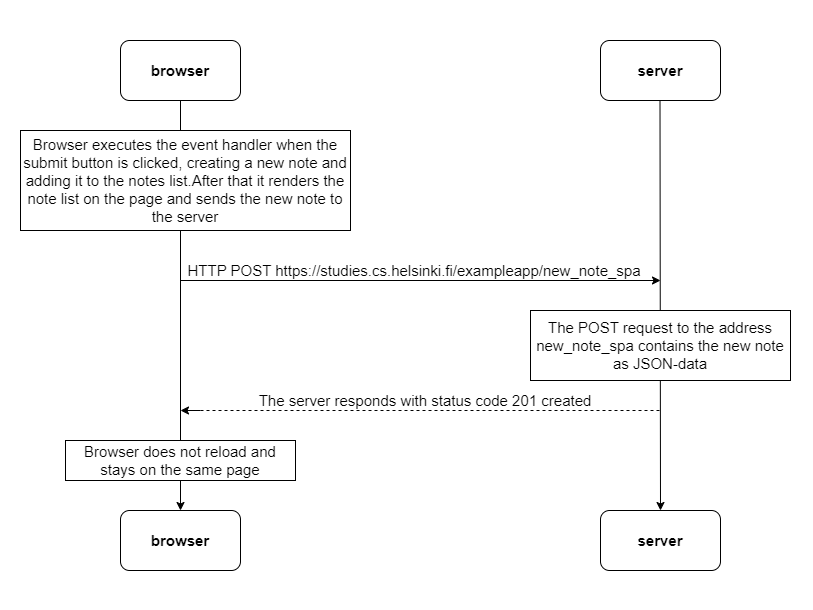 browser
server
Browser executes the event handler when the
submit button is clicked, creating a new note and
adding it to the notes list.After that it renders the
note list on the page and sends the new note to
the server
HTTP POST https://studies.cs.helsinki.fi/exampleapp/new_note_spa
The POST request to the address
new_note_spa contains the new note
as JSON-data
The server responds with status code 201 created
Browser does not reload and
stays on the same page
browser
server